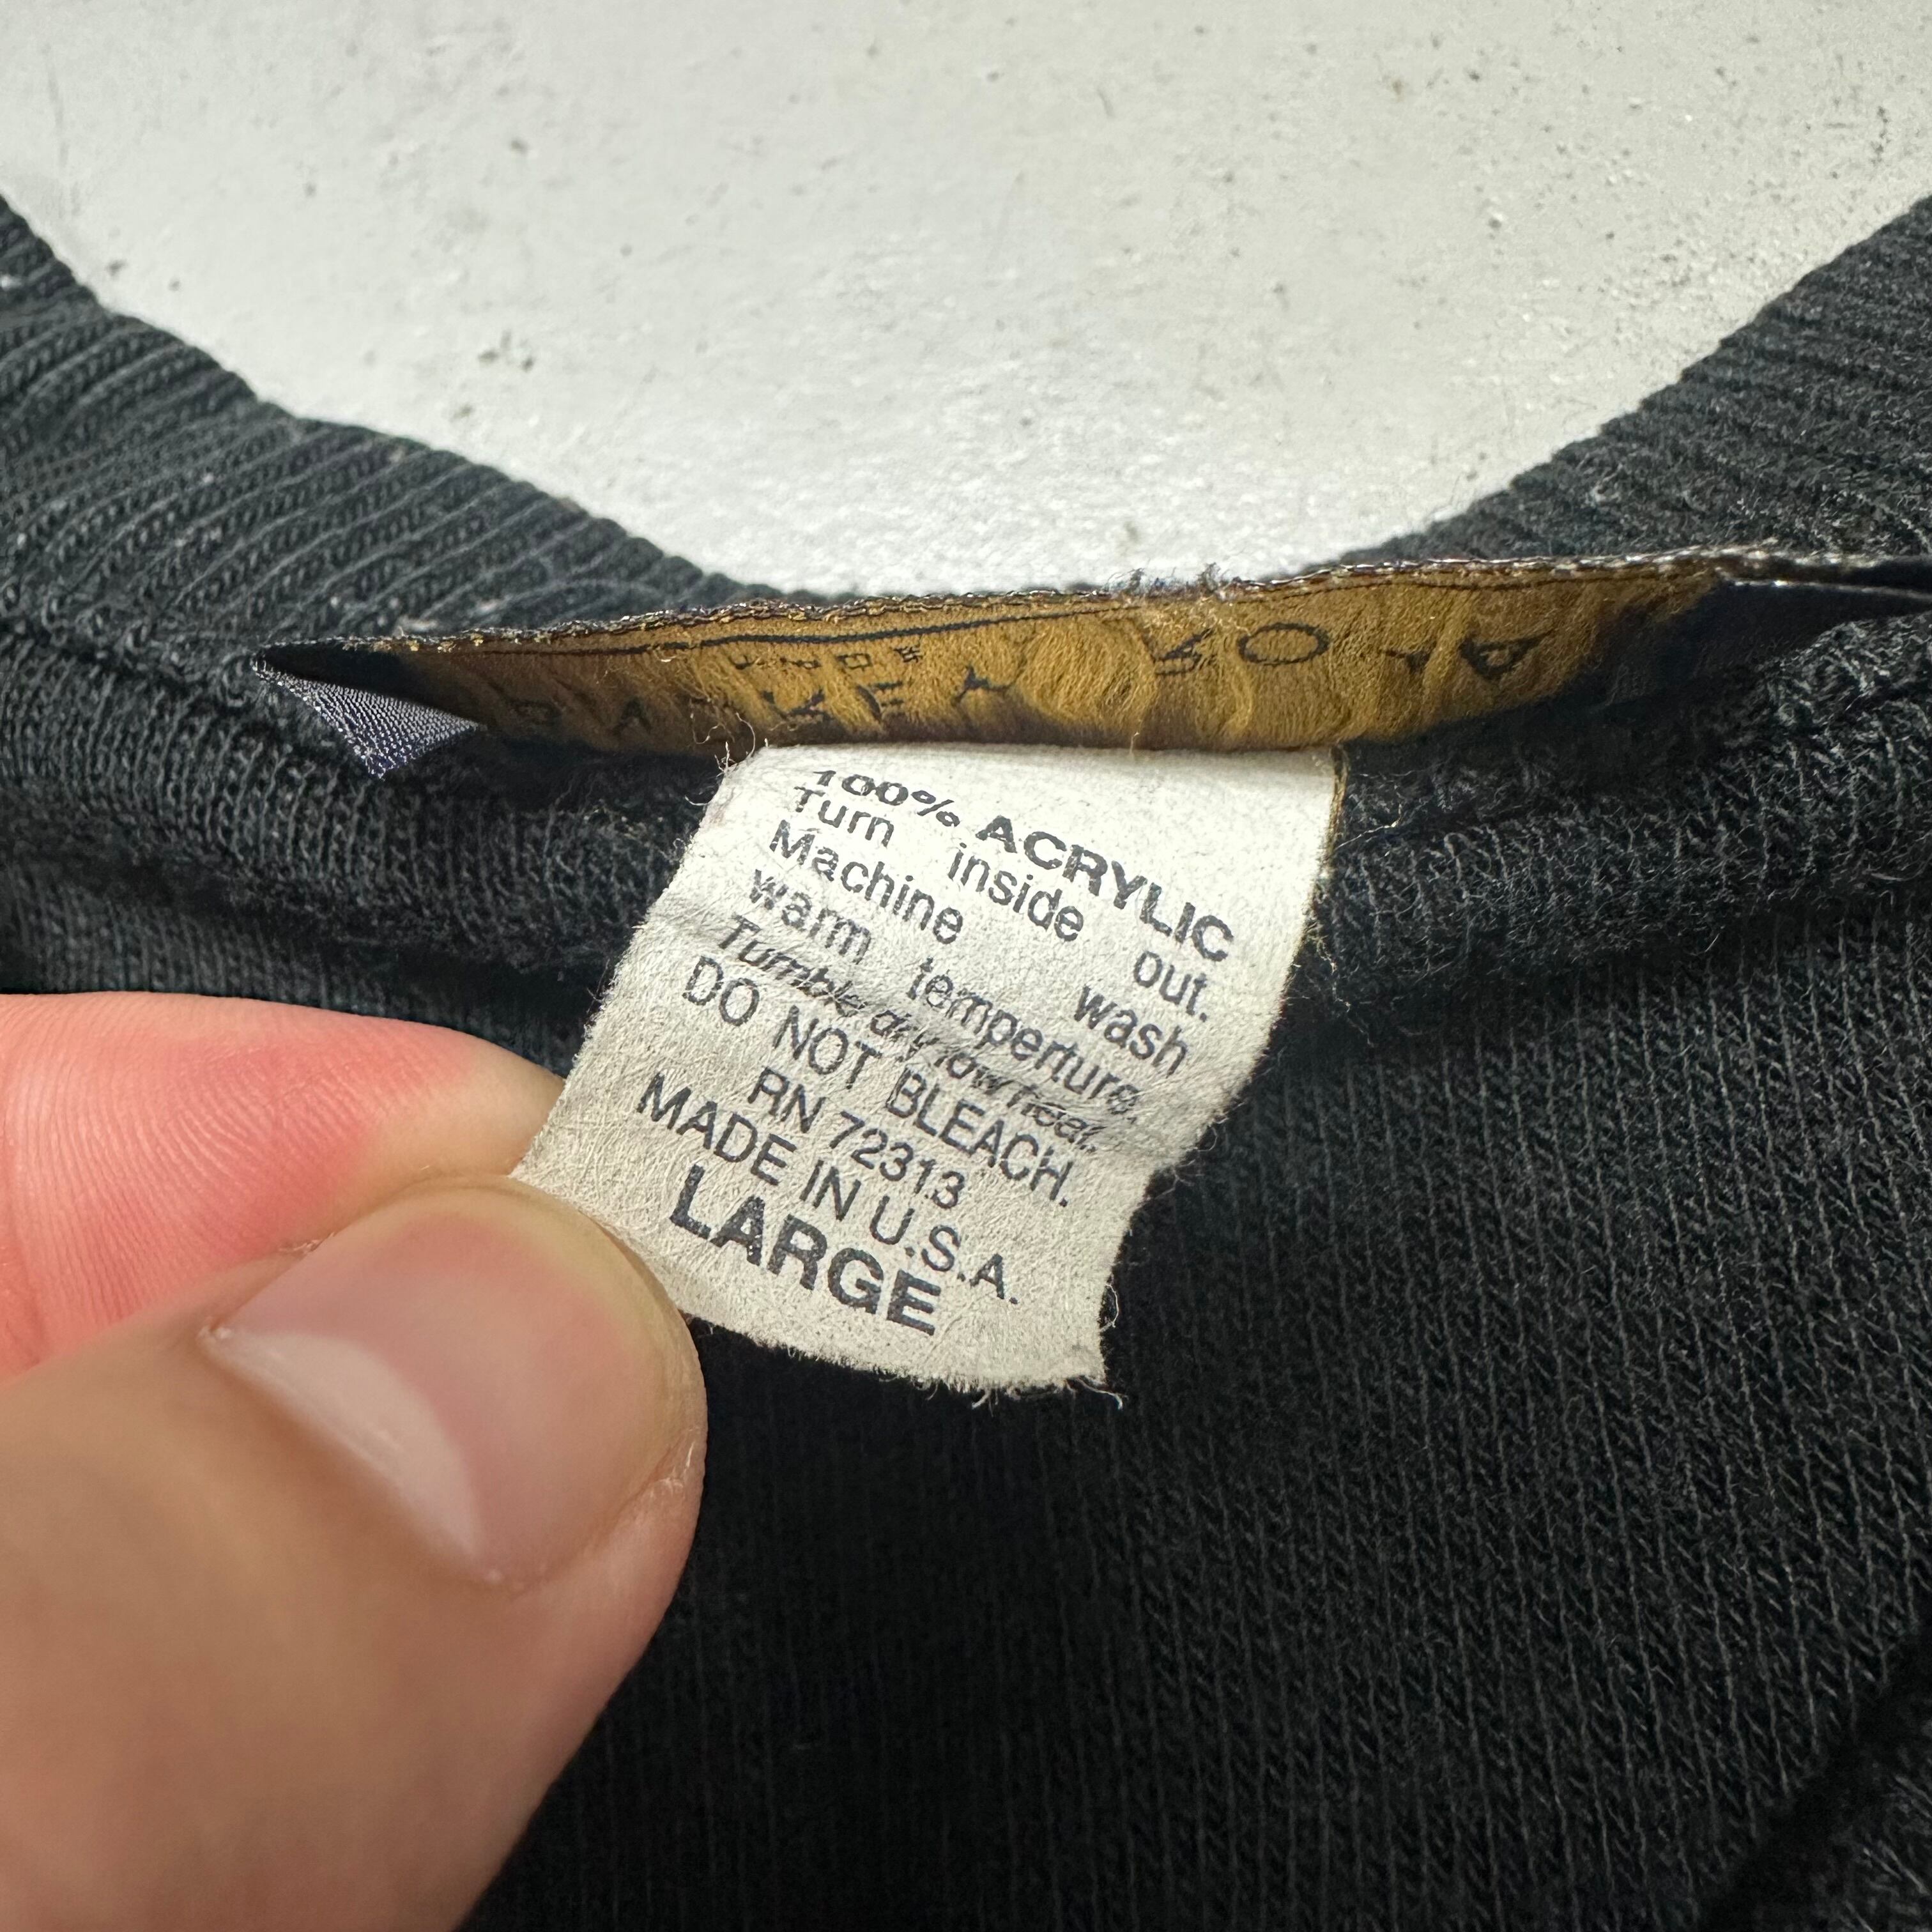 100% ACRYLIC
Turn inside out.
Machine wash
warm temperture.
Tumble dry low heat.
DO NOT BLEACH.
RN 72313
MADE IN U.S.A.
LARGE